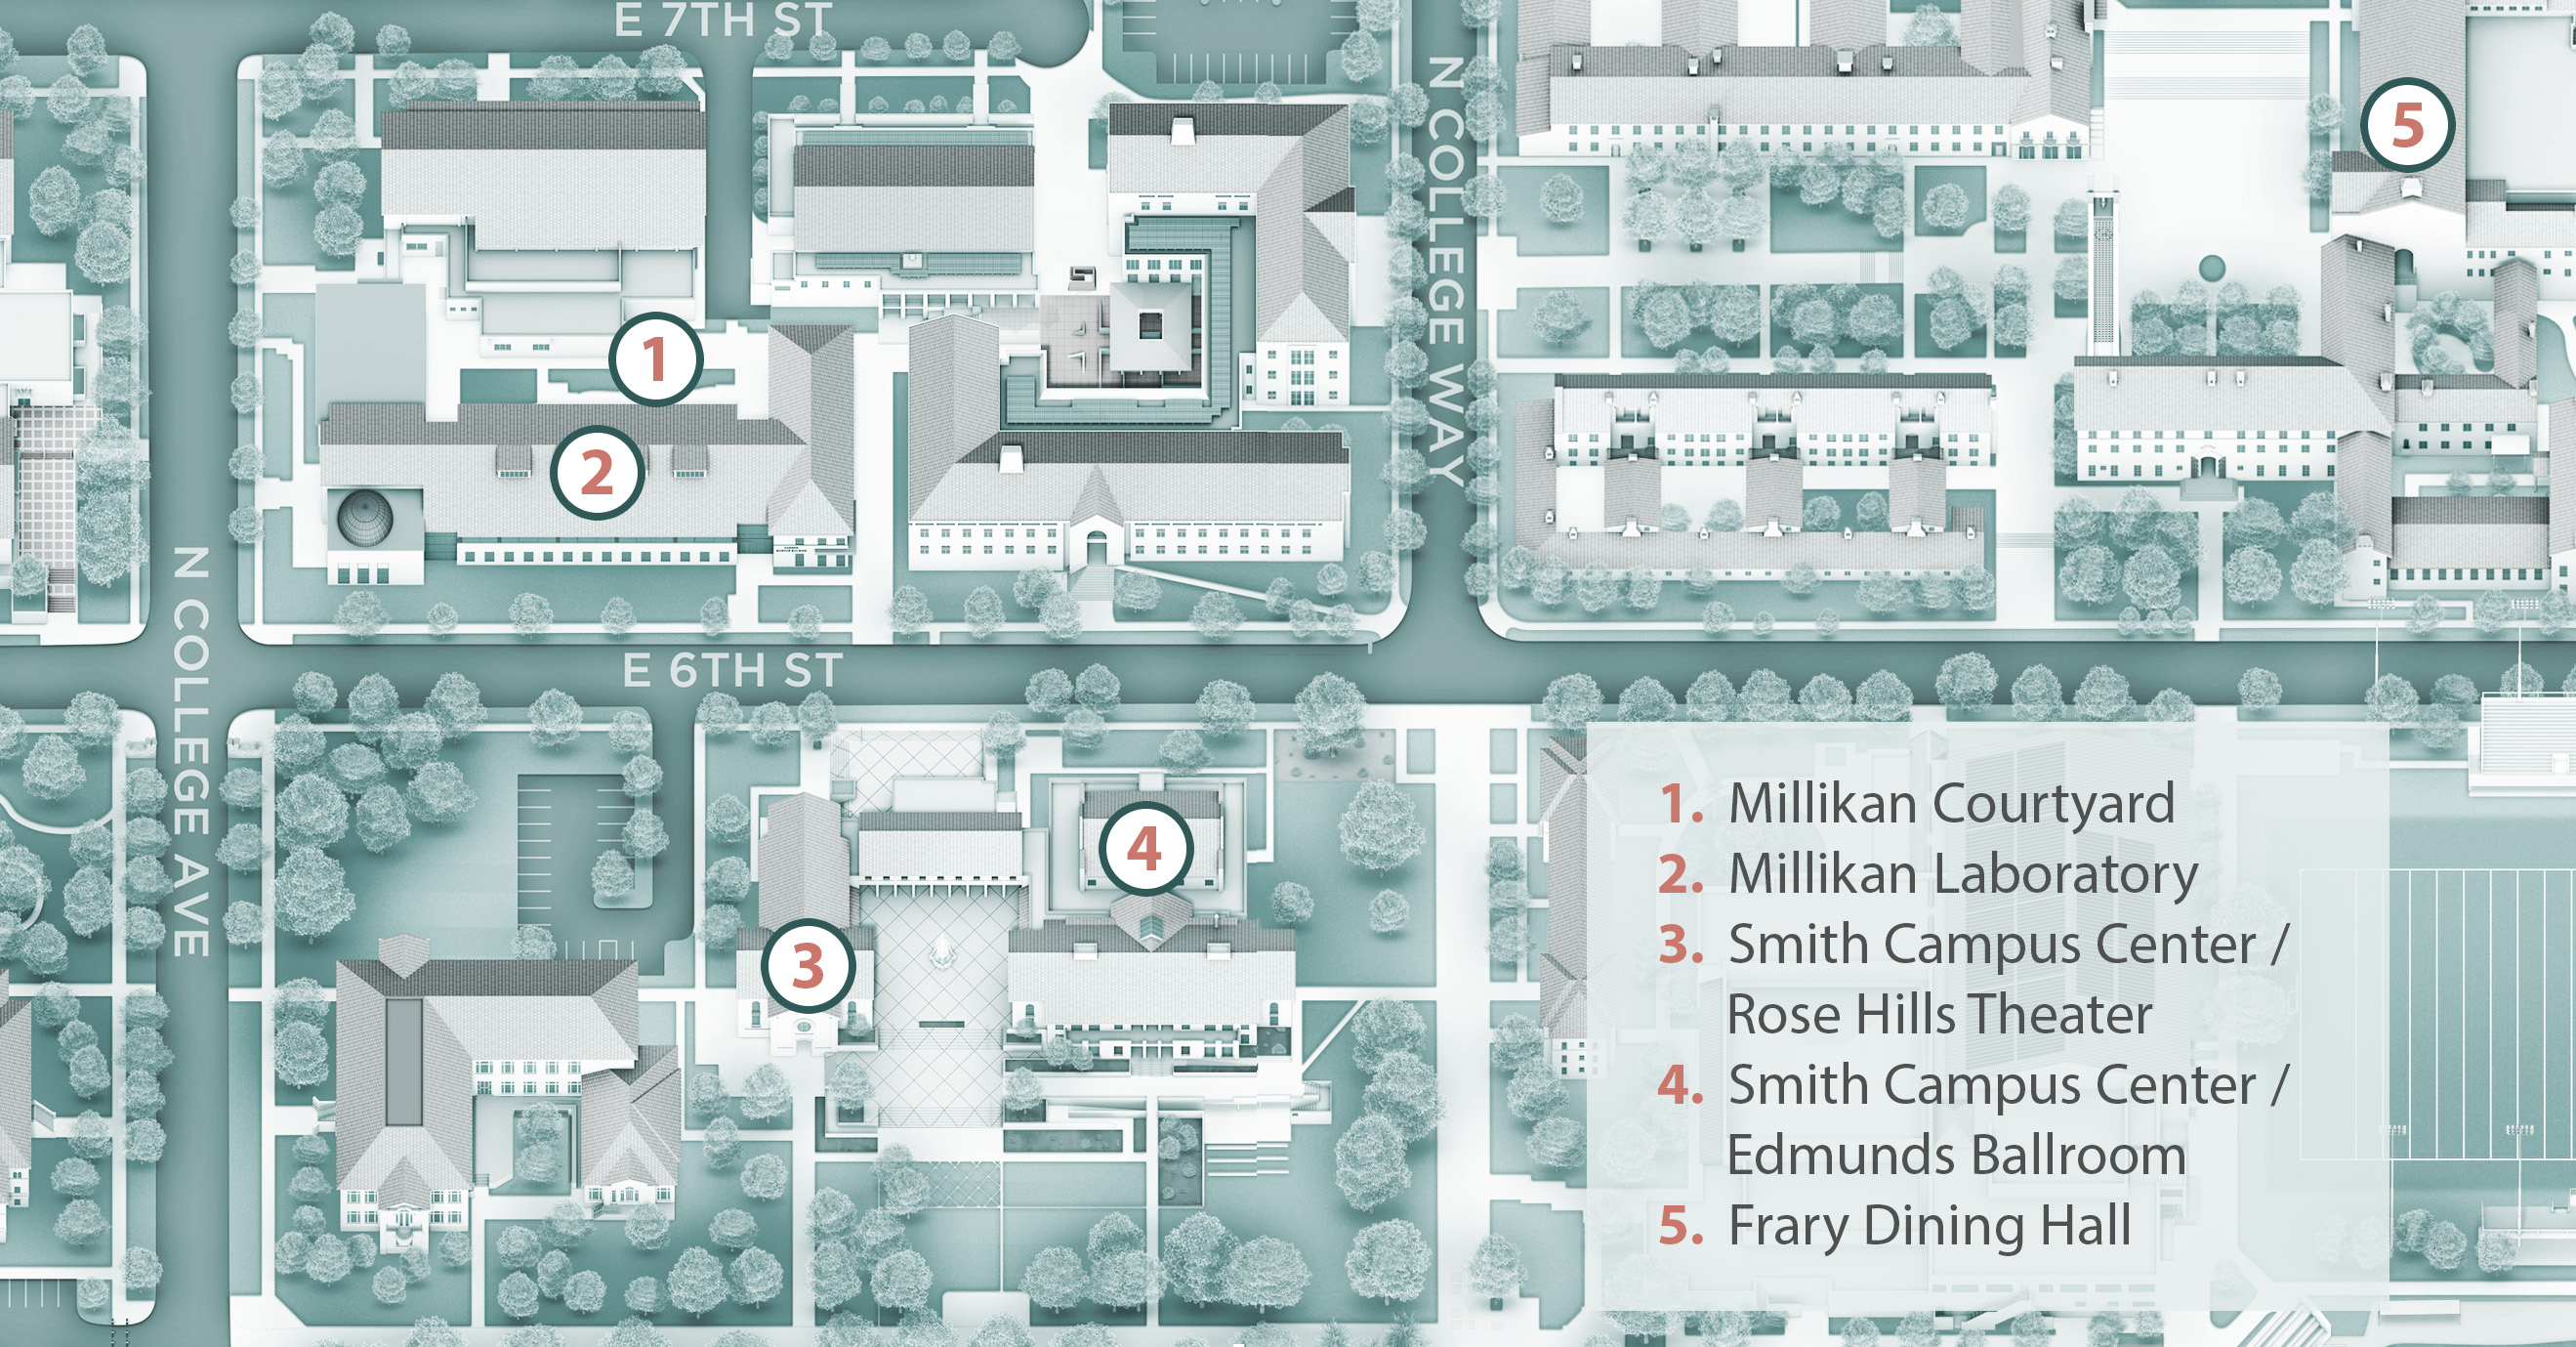 E 7TH ST
N COLLEGE WAY
5
1
2
N COLLEGE AVE
E 6TH ST
4
3
1. Millikan Courtyard
2. Millikan Laboratory
3. Smith Campus Center /
Rose Hills Theater
4. Smith Campus Center /
Edmunds Ballroom
5. Frary Dining Hall